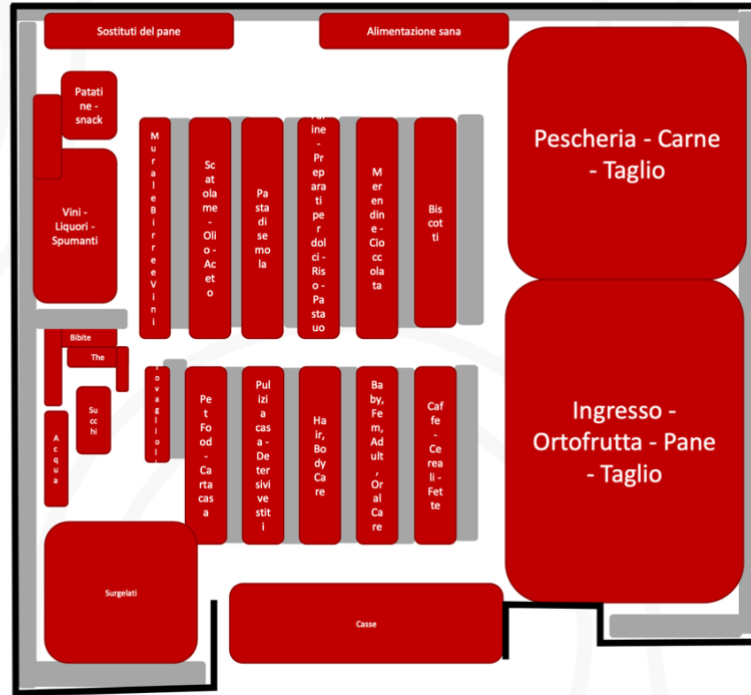 Sostituti del pane
Alimentazione sana
Patati
ne -
snack
Pescheria - Carne
- Taglio
Vini -
Liquori -
Spumanti
Murale Birre e Vini
Scatolame - Olio - Aceto
Pasta di semola
Preparati per dolci - Riso - Pasta uo
Merendine - Cioccolata
Biscotti
Bibite
The
Succhi
Acqua
ovaglioli
Pet Food - Carta casa
Pulizia casa - Detersivi vestiti
Hair, Body Care
Baby, Fem, Adult, Oral Care
Caffe - Cereali - Fette
Ingresso -
Ortofrutta - Pane
- Taglio
Surgelati
Casse